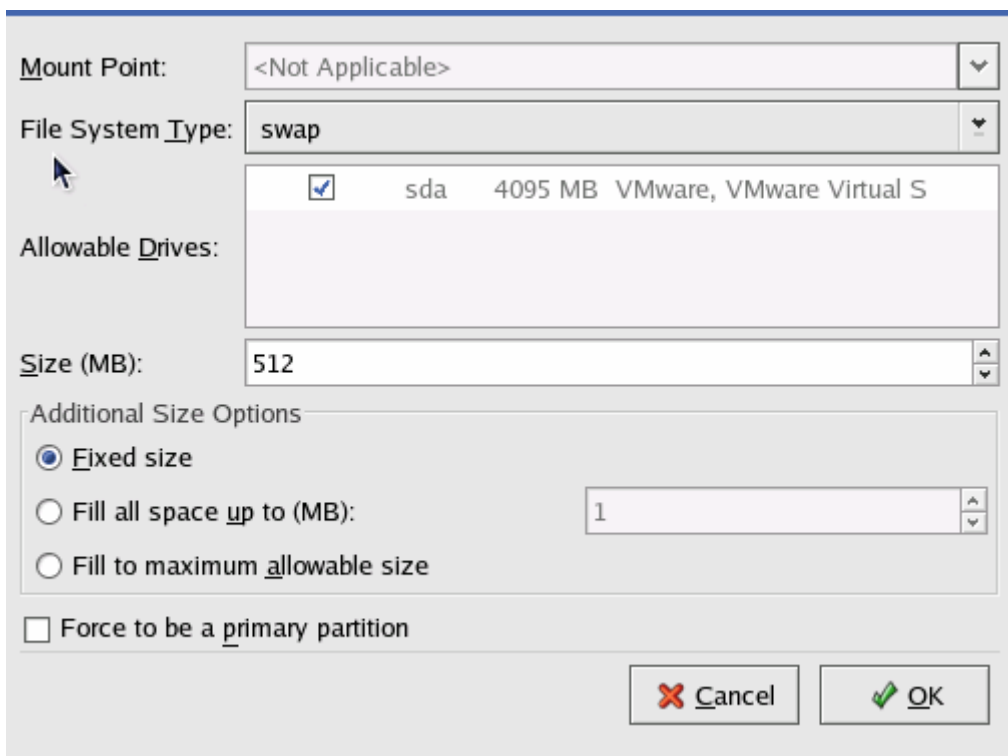 Mount Point: <Not Applicable>
File System Type: swap
sda 4095 MB VMware, VMware Virtual S
Allowable Drives:
Size (MB): 512
Additional Size Options
Fixed size
Fill all space up to (MB): 1
Fill to maximum allowable size
Force to be a primary partition
Cancel OK